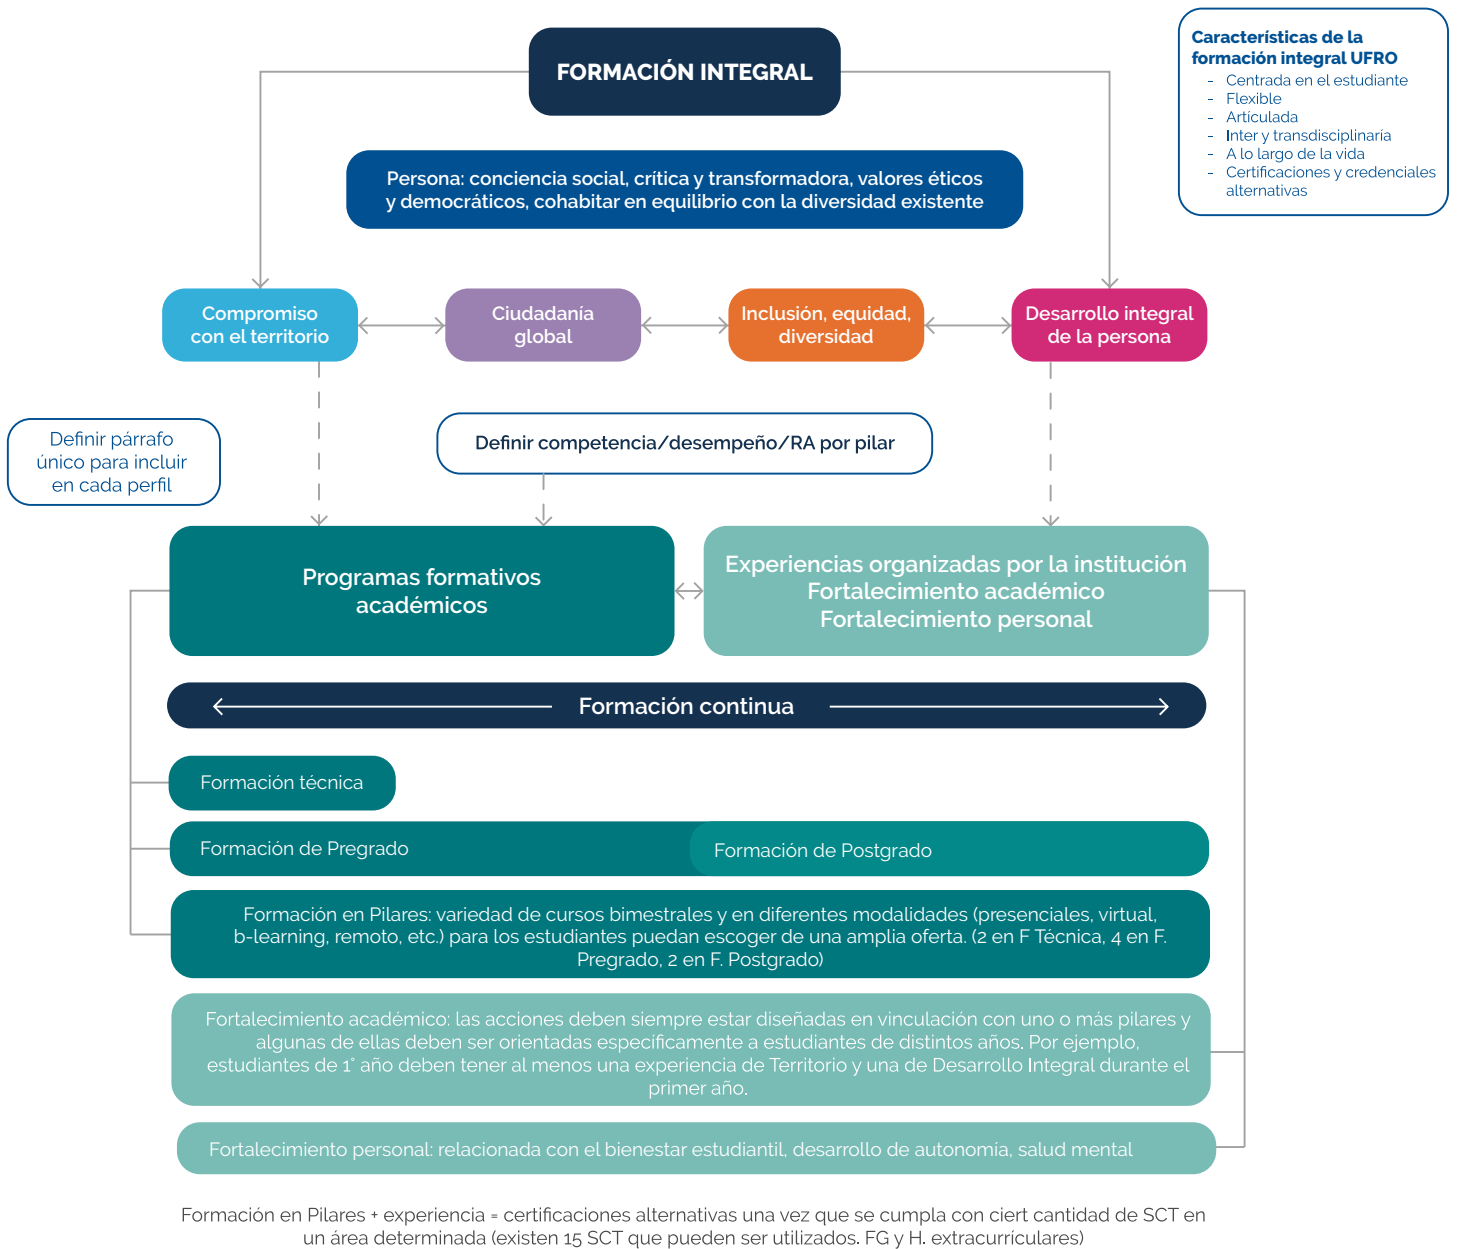 FORMACIÓN INTEGRAL
Características de la
formación integral UFRO
- Centrada en el estudiante
- Flexible
- Artículada
- Inter y transdisciplinaría
- A lo largo de la vida
- Certificaciones y credenciales
alternativas
Persona: conciencia social, crítica y transformadora, valores éticos
y democráticos, cohabitar en equilibrio con la diversidad existente
Compromiso
con el territorio
Ciudadanía
global
Inclusión, equidad,
diversidad
Desarrollo integral
de la persona
Definir párrafo
único para incluir
en cada perfil
Definir competencia/desempeño/RA por pilar
Programas formativos
académicos
Experiencias organizadas por la institución
Fortalecimiento académico
Fortalecimiento personal
Formación continua
Formación técnica
Formación de Pregrado
Formación de Postgrado
Formación en Pilares: variedad de cursos bimestrales y en diferentes modalidades (presenciales, virtual,
b-learning, remoto, etc.) para los estudiantes puedan escoger de una amplia oferta. (2 en F Técnica, 4 en F.
Pregrado, 2 en F. Postgrado)
Fortalecimiento académico: las acciones deben siempre estar diseñadas en vinculación con uno o más pilares y
algunas de ellas deben ser orientadas específicamente a estudiantes de distintos años. Por ejemplo,
estudiantes de 1° año deben tener al menos una experiencia de Territorio y una de Desarrollo Integral durante el
primer año.
Fortalecimiento personal: relacionada con el bienestar estudiantil, desarrollo de autonomía, salud mental
Formación en Pilares + experiencia = certificaciones alternativas una vez que se cumpla con ciert cantidad de SCT en
un área determinada (existen 15 SCT que pueden ser utilizados. FG y H. extracurrículares)